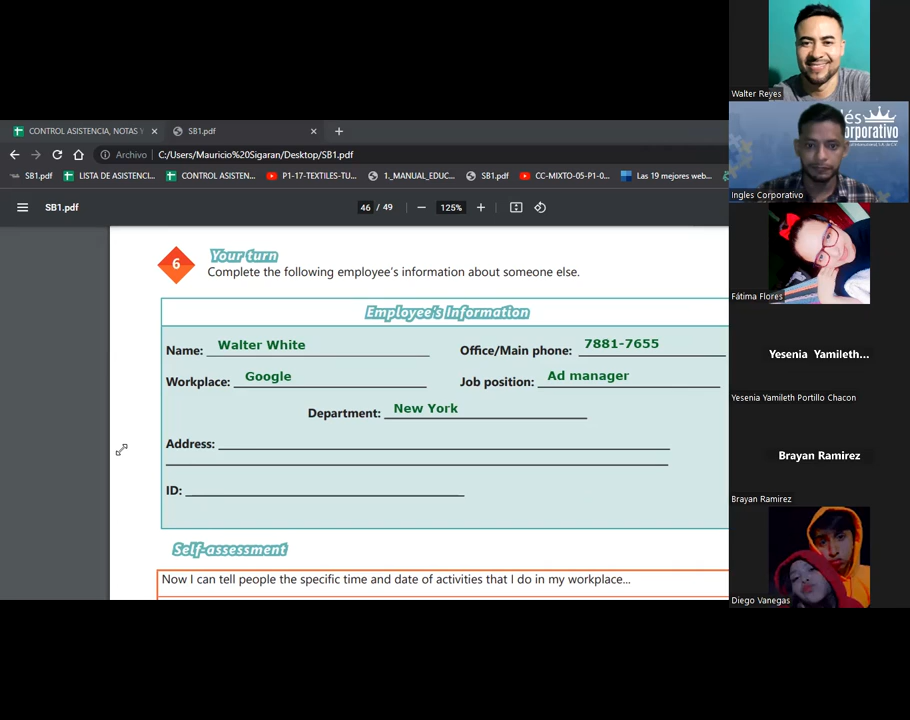 Walter Reyes
CONTROL ASISTENCIA, NOTAS Y
SB1.pdf
Archivo
C:/Users/Mauricio%20Sigaran/Desktop/SB1.pdf
SB1.pdf
LISTA DE ASISTENCI...
CONTROL ASISTEN...
P1-17-TEXTILES-TU...
1._MANUAL_EDUC...
SB1.pdf
CC-MIXTO-05-P1-0...
Las 19 mejores web...
SB1.pdf
46 / 49
125%
6
Your turn
Complete the following employee's information about someone else.
Employee's Information
Name: Walter White
Office/Main phone: 7881-7655
Workplace: Google
Job position: Ad manager
Department: New York
Address:
ID:
Self-assessment
Now I can tell people the specific time and date of activities that I do in my workplace...
lés
orporativo
Ingles Corporativo
Fátima Flores
Yesenia Yamileth...
Yesenia Yamileth Portillo Chacon
Brayan Ramirez
Brayan Ramirez
Diego Vanegas